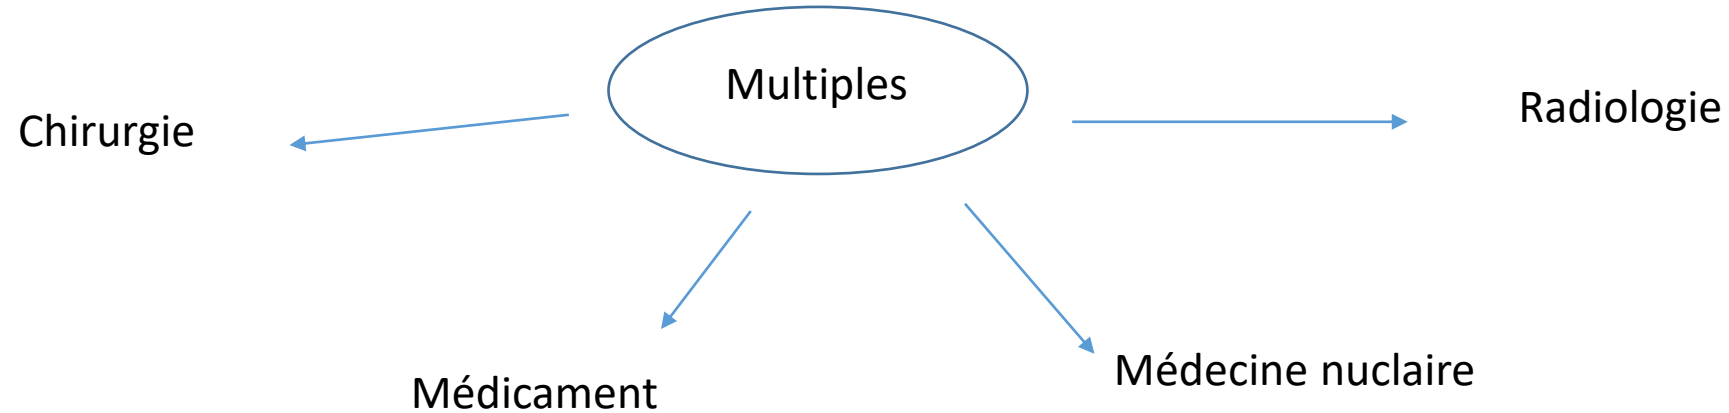 Multiples
Chirurgie
Radiologie
Médicament
Médecine nuclaire